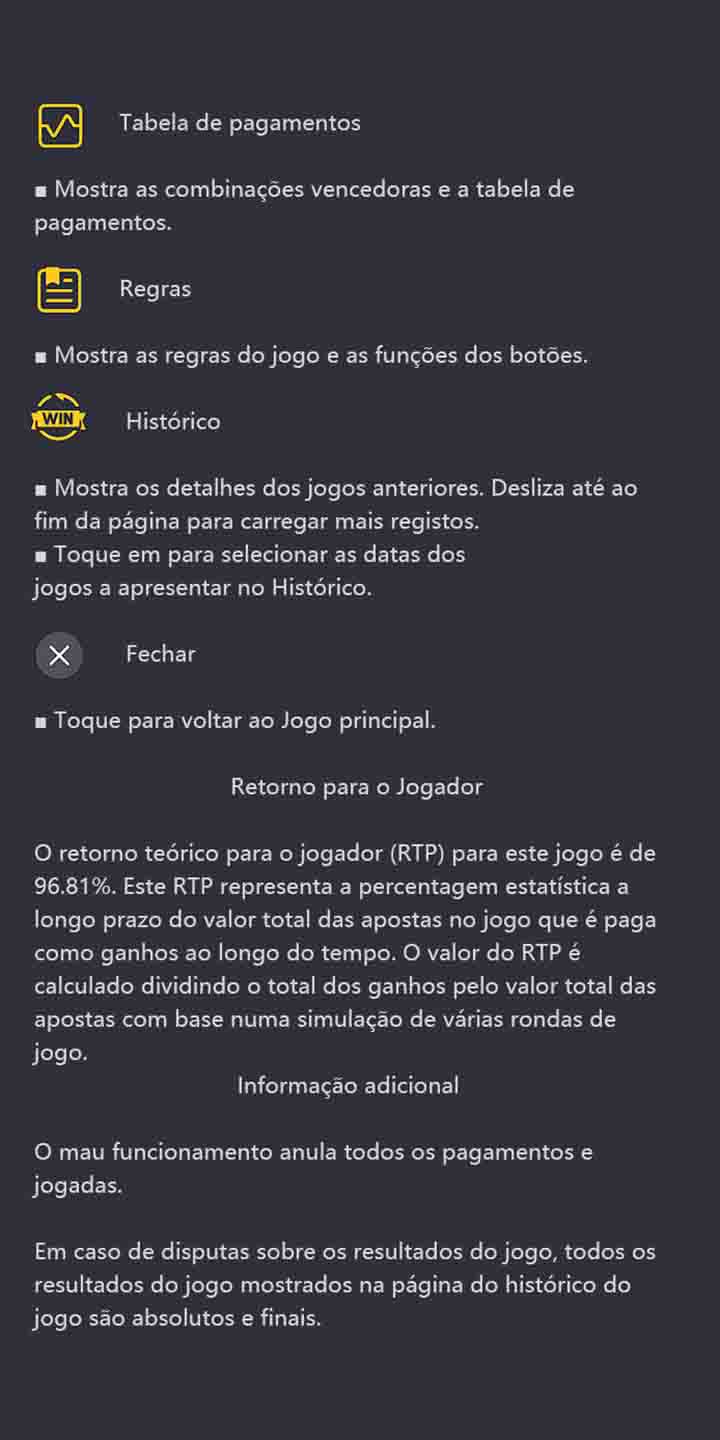 Tabela de pagamentos
▪ Mostra as combinações vencedoras e a tabela de
pagamentos.
Regras
▪ Mostra as regras do jogo e as funções dos botões.
WIN
Histórico
▪ Mostra os detalhes dos jogos anteriores. Desliza até ao
fim da página para carregar mais registos.
▪ Toque em para selecionar as datas dos
jogos a apresentar no Histórico.
Fechar
▪ Toque para voltar ao Jogo principal.
Retorno para o Jogador
O retorno teórico para o jogador (RTP) para este jogo é de
96.81%. Este RTP representa a percentagem estatística a
longo prazo do valor total das apostas no jogo que é paga
como ganhos ao longo do tempo. O valor do RTP é
calculado dividindo o total dos ganhos pelo valor total das
apostas com base numa simulação de várias rondas de
jogo.
Informação adicional
O mau funcionamento anula todos os pagamentos e
jogadas.
Em caso de disputas sobre os resultados do jogo, todos os
resultados do jogo mostrados na página do histórico do
jogo são absolutos e finais.